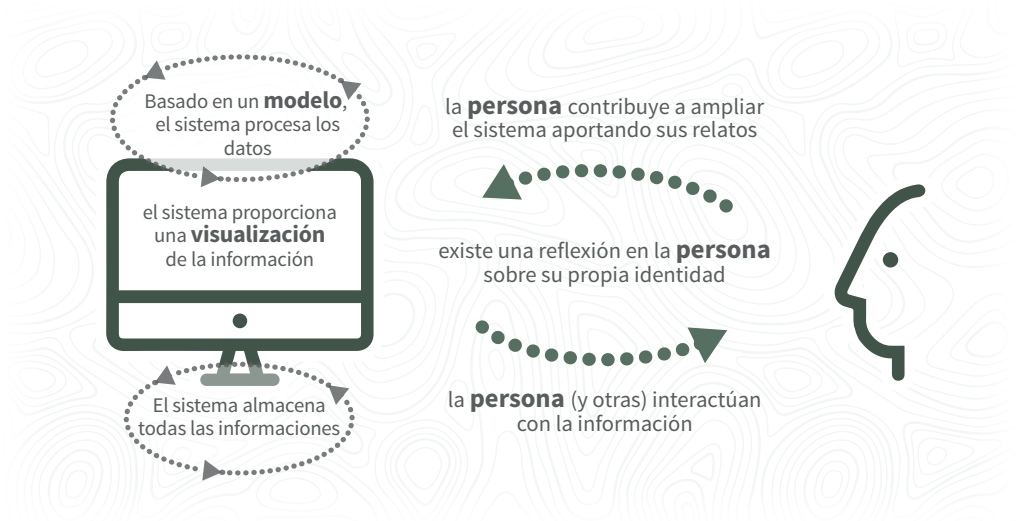 Basado en un modelo,
el sistema procesa los
datos
el sistema proporciona
una visualización
de la información
El sistema almacena
todas las informaciones
la persona contribuye a ampliar
el sistema aportando sus relatos
existe una reflexión en la persona
sobre su propia identidad
la persona (y otras) interactúan
con la información